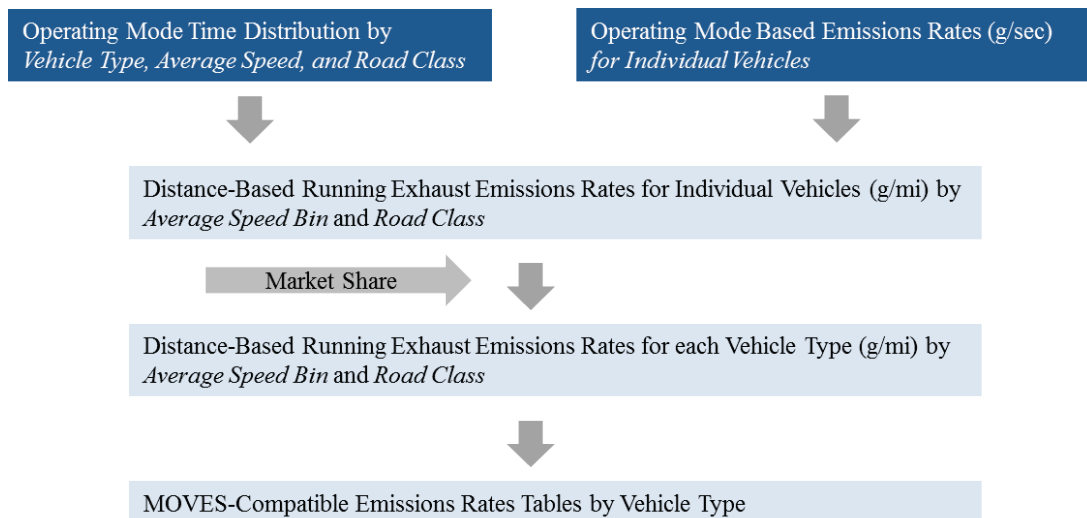 Operating Mode Time Distribution by
Vehicle Type, Average Speed, and Road Class
Operating Mode Based Emissions Rates (g/sec)
for Individual Vehicles
Distance-Based Running Exhaust Emissions Rates for Individual Vehicles (g/mi) by
Average Speed Bin and Road Class
Market Share
Distance-Based Running Exhaust Emissions Rates for each Vehicle Type (g/mi) by
Average Speed Bin and Road Class
MOVES-Compatible Emissions Rates Tables by Vehicle Type